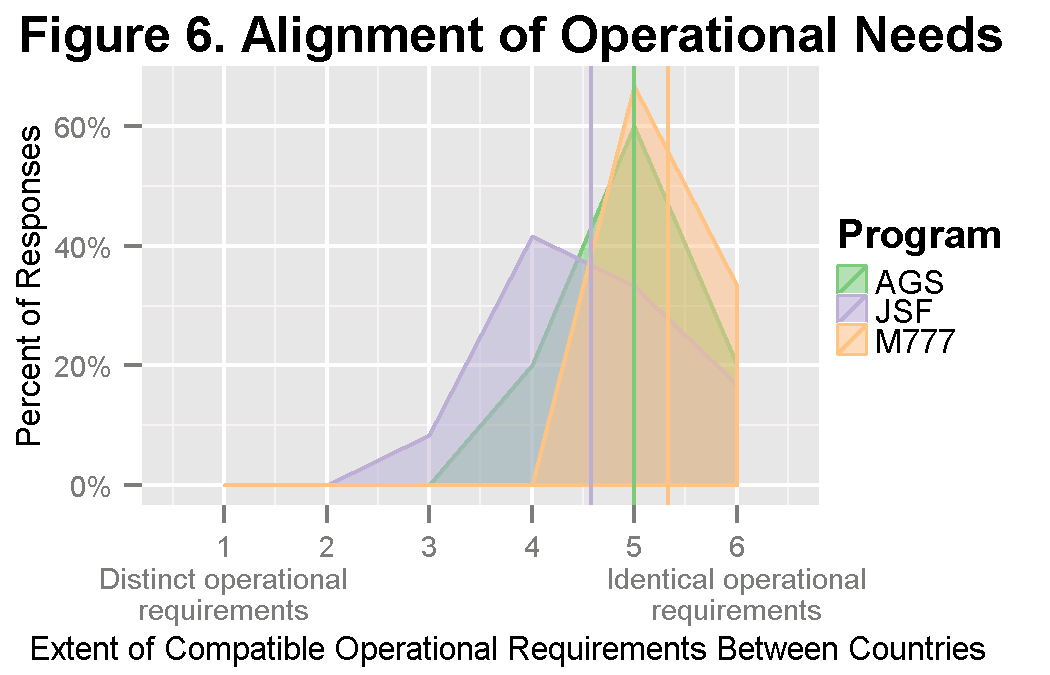 Figure 6. Alignment of Operational Needs
Percent of Responses
60%
40%
20%
0%
1
2
3
4
5
6
Distinct operational
requirements
Identical operational
requirements
Extent of Compatible Operational Requirements Between Countries
Program
AGS
JSF
M777